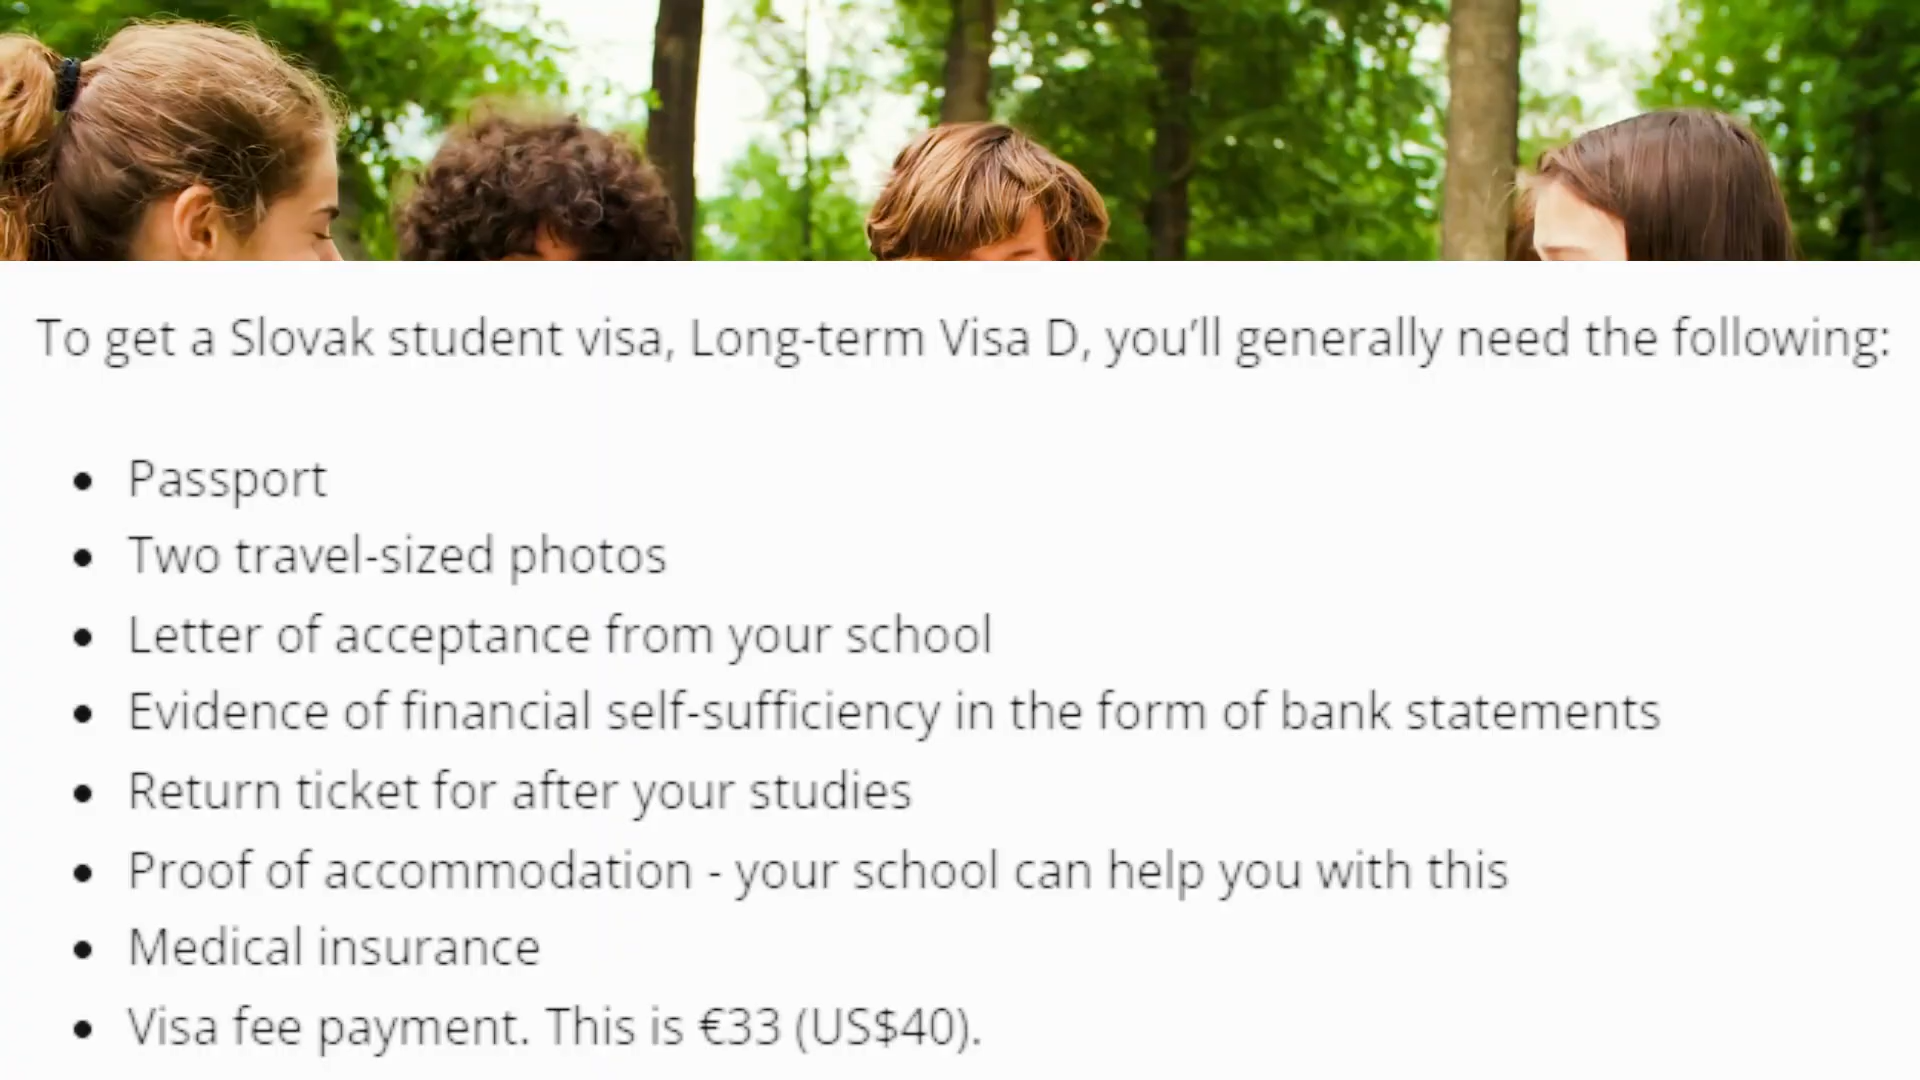 To get a Slovak student visa, Long-term Visa D, you’ll generally need the following:
• Passport
• Two travel-sized photos
• Letter of acceptance from your school
• Evidence of financial self-sufficiency in the form of bank statements
• Return ticket for after your studies
• Proof of accommodation - your school can help you with this
• Medical insurance
• Visa fee payment. This is €33 (US$40).